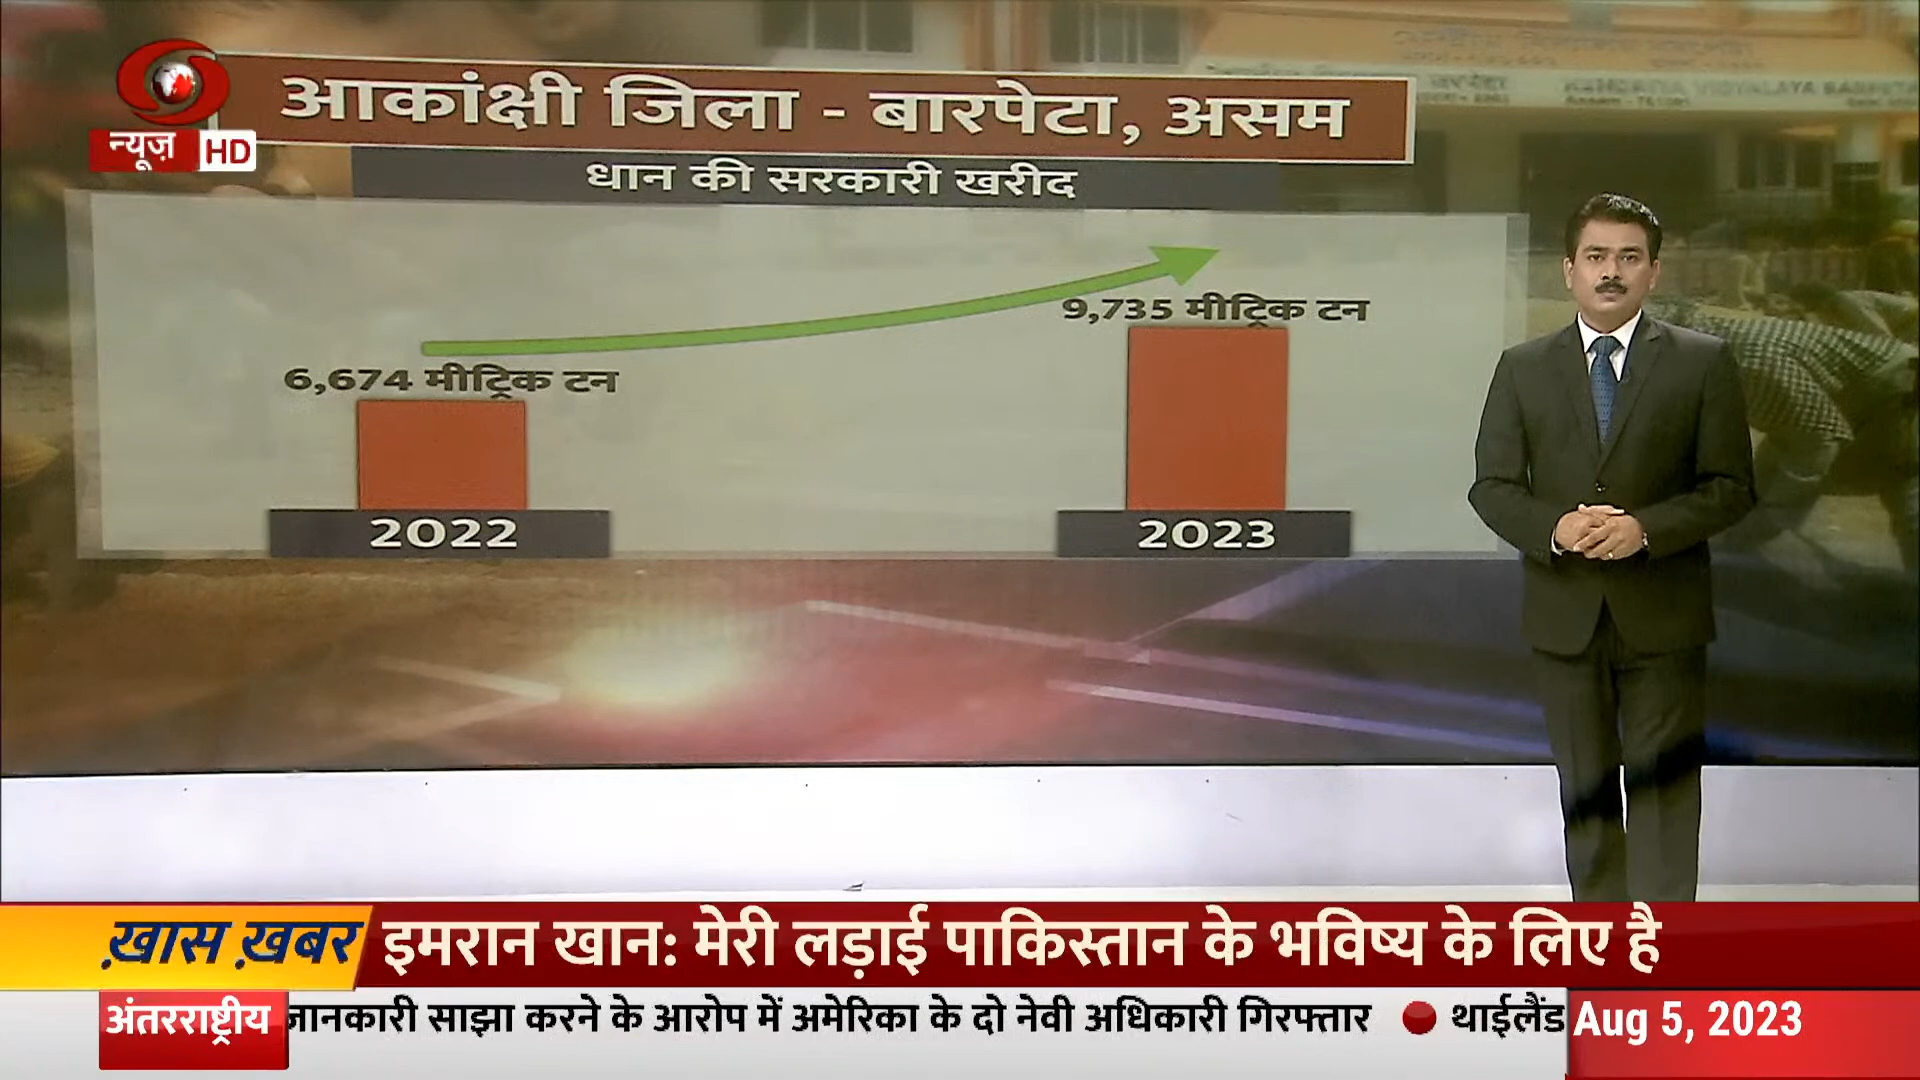 आकांक्षी जिला - बारपेटा, असम
न्यूज़ HD
धान की सरकारी खरीद
9,735 मीट्रिक टन
6,674 मीट्रिक टन
2022
2023
ख़ास ख़बर
इमरान खान: मेरी लड़ाई पाकिस्तान के भविष्य के लिए है
अंतरराष्ट्रीय
जानकारी साझा करने के आरोप में अमेरिका के दो नेवी अधिकारी गिरफ्तार
थाईलैंड
Aug 5, 2023